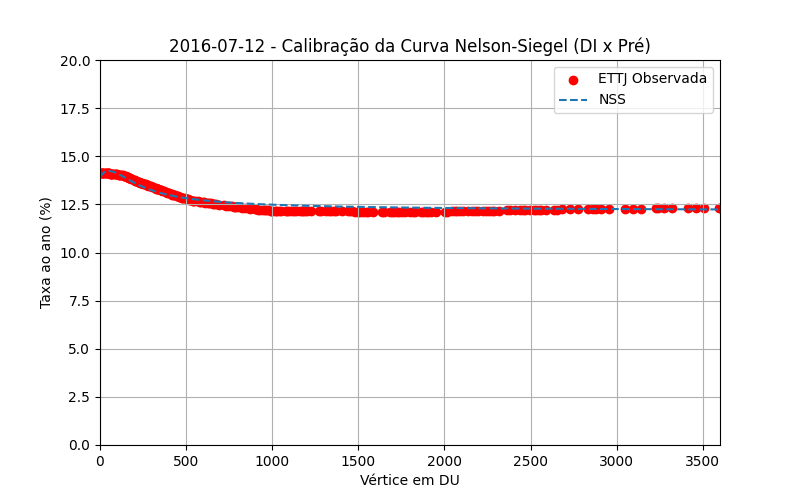 2016-07-12 - Calibração da Curva Nelson-Siegel (DI x Pré)
ETTJ Observada
NSS
20.0
17.5
15.0
12.5
10.0
7.5
5.0
2.5
0.0
Taxa ao ano (%)
0 500 1000 1500 2000 2500 3000 3500
Vértice em DU